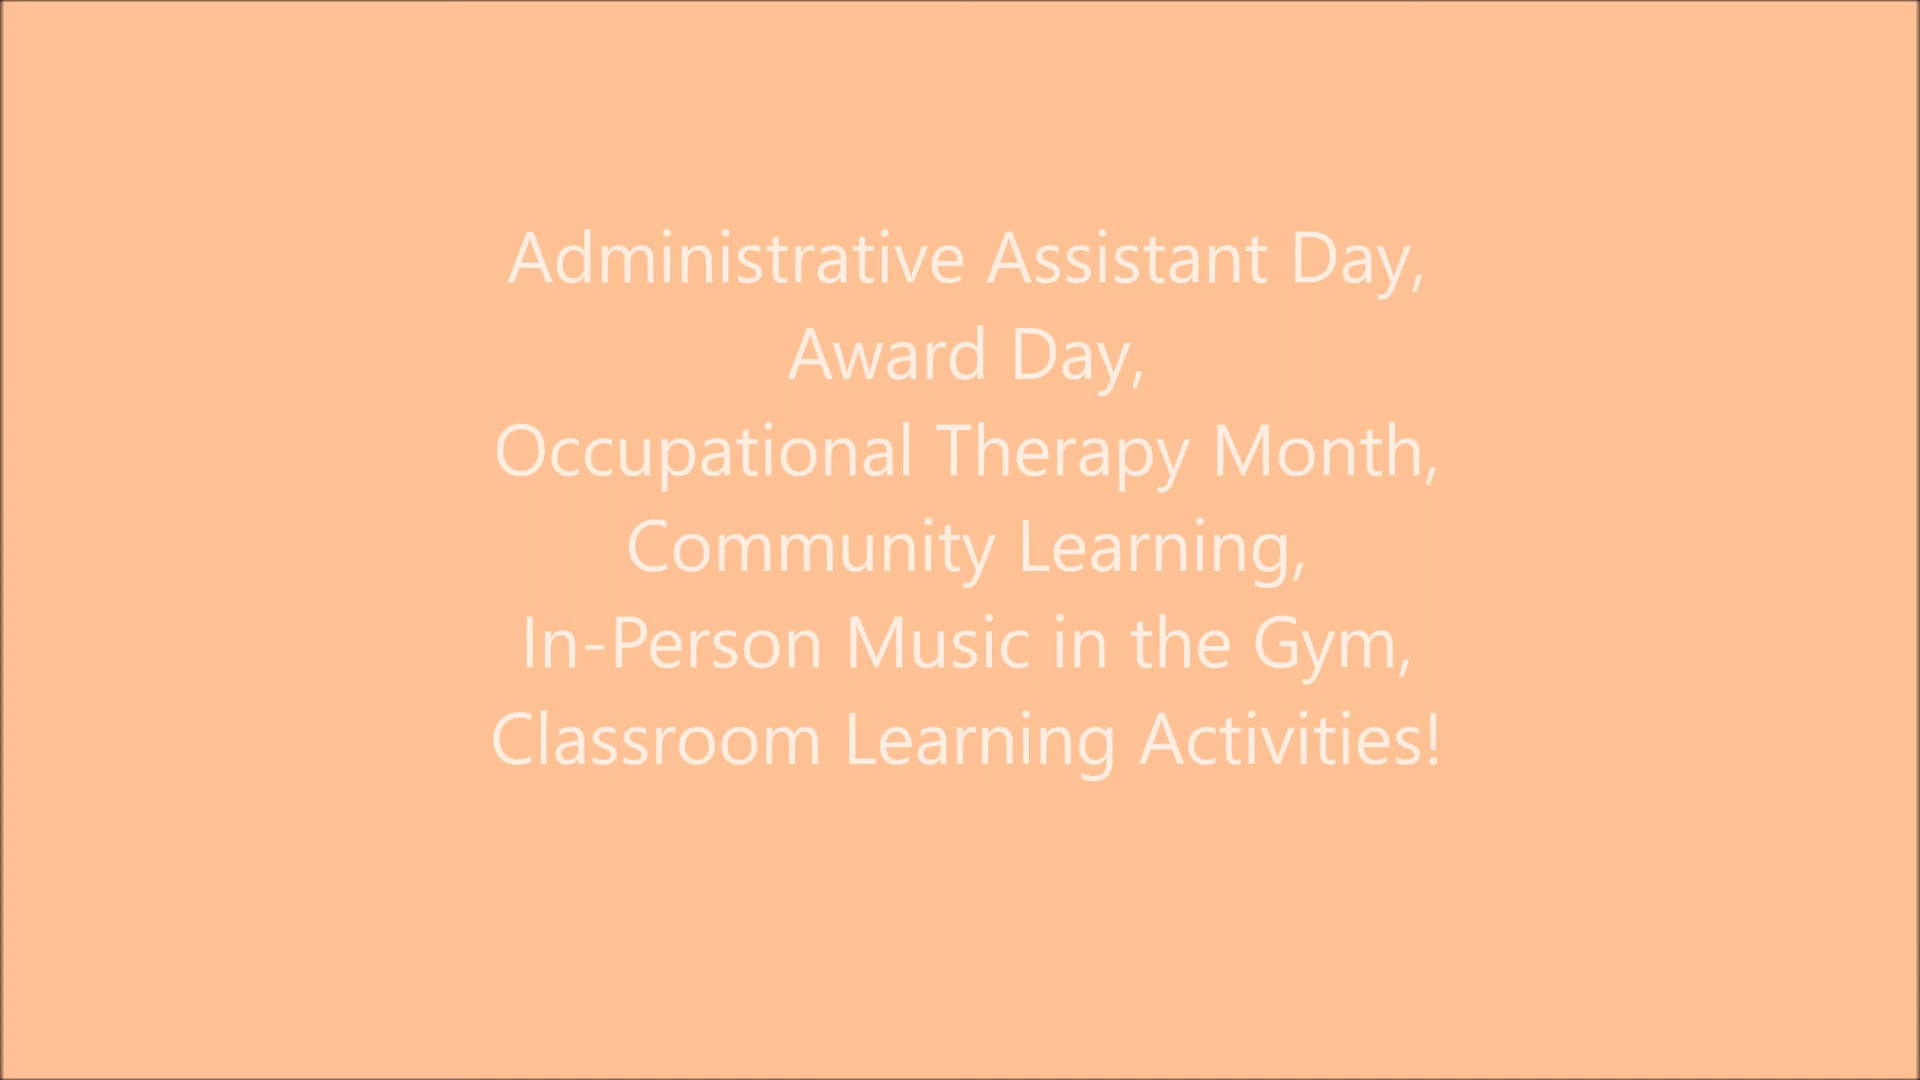 Administrative Assistant Day,
Award Day,
Occupational Therapy Month,
Community Learning,
In-Person Music in the Gym,
Classroom Learning Activities!